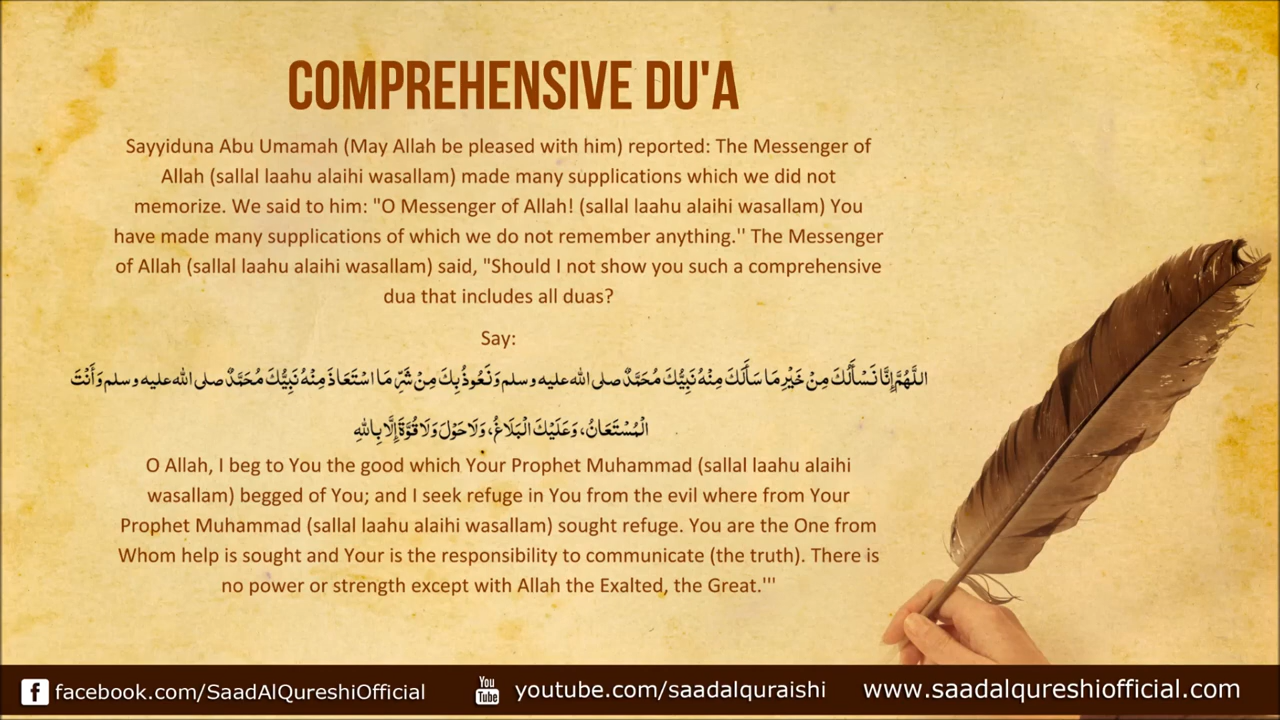 COMPREHENSIVE DU'A
Sayyiduna Abu Umamah (May Allah be pleased with him) reported: The Messenger of
Allah (sallal laahu alaihi wasallam) made many supplications which we did not
memorize. We said to him: "O Messenger of Allah! (sallal laahu alaihi wasallam) You
have made many supplications of which we do not remember anything.'' The Messenger
of Allah (sallal laahu alaihi wasallam) said, "Should I not show you such a comprehensive
dua that includes all duas?
Say:
اللَّهُمَّ إِنَّا نَسْأَلُكَ مِنْ خَيْرِ مَا سَأَلَكَ مِنْهُ نَبِيُّكَ مُحَمَّدٌ صلى الله عليه وسلم وَنَعُوذُ بِكَ مِنْ شَرِّ مَا اسْتَعَاذَ مِنْهُ نَبِيُّكَ مُحَمَّدٌ صلى الله عليه وسلم وَأَنْتَ
الْمُسْتَعَانُ، وَعَلَيْكَ الْبَلَاغُ، وَلَا حَوْلَ وَلَا قُوَّةَ إِلَّا بِاللَّهِ
O Allah, I beg to You the good which Your Prophet Muhammad (sallal laahu alaihi
wasallam) begged of You; and I seek refuge in You from the evil where from Your
Prophet Muhammad (sallal laahu alaihi wasallam) sought refuge. You are the One from
Whom help is sought and Your is the responsibility to communicate (the truth). There is
no power or strength except with Allah the Exalted, the Great.'''
facebook.com/SaadAlQureshiOfficial
You
Tube
youtube.com/saadalquraishi
www.saadalqureshiofficial.com